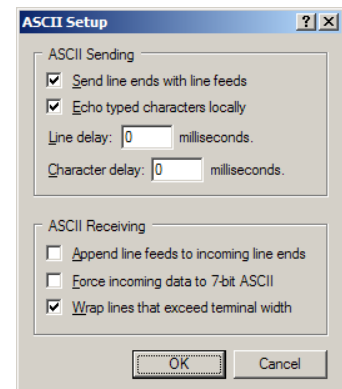 ASCII Setup
ASCII Sending
Send line ends with line feeds
Echo typed characters locally
Line delay: 0 milliseconds.
Character delay: 0 milliseconds.
ASCII Receiving
Append line feeds to incoming line ends
Force incoming data to 7-bit ASCII
Wrap lines that exceed terminal width
OK Cancel